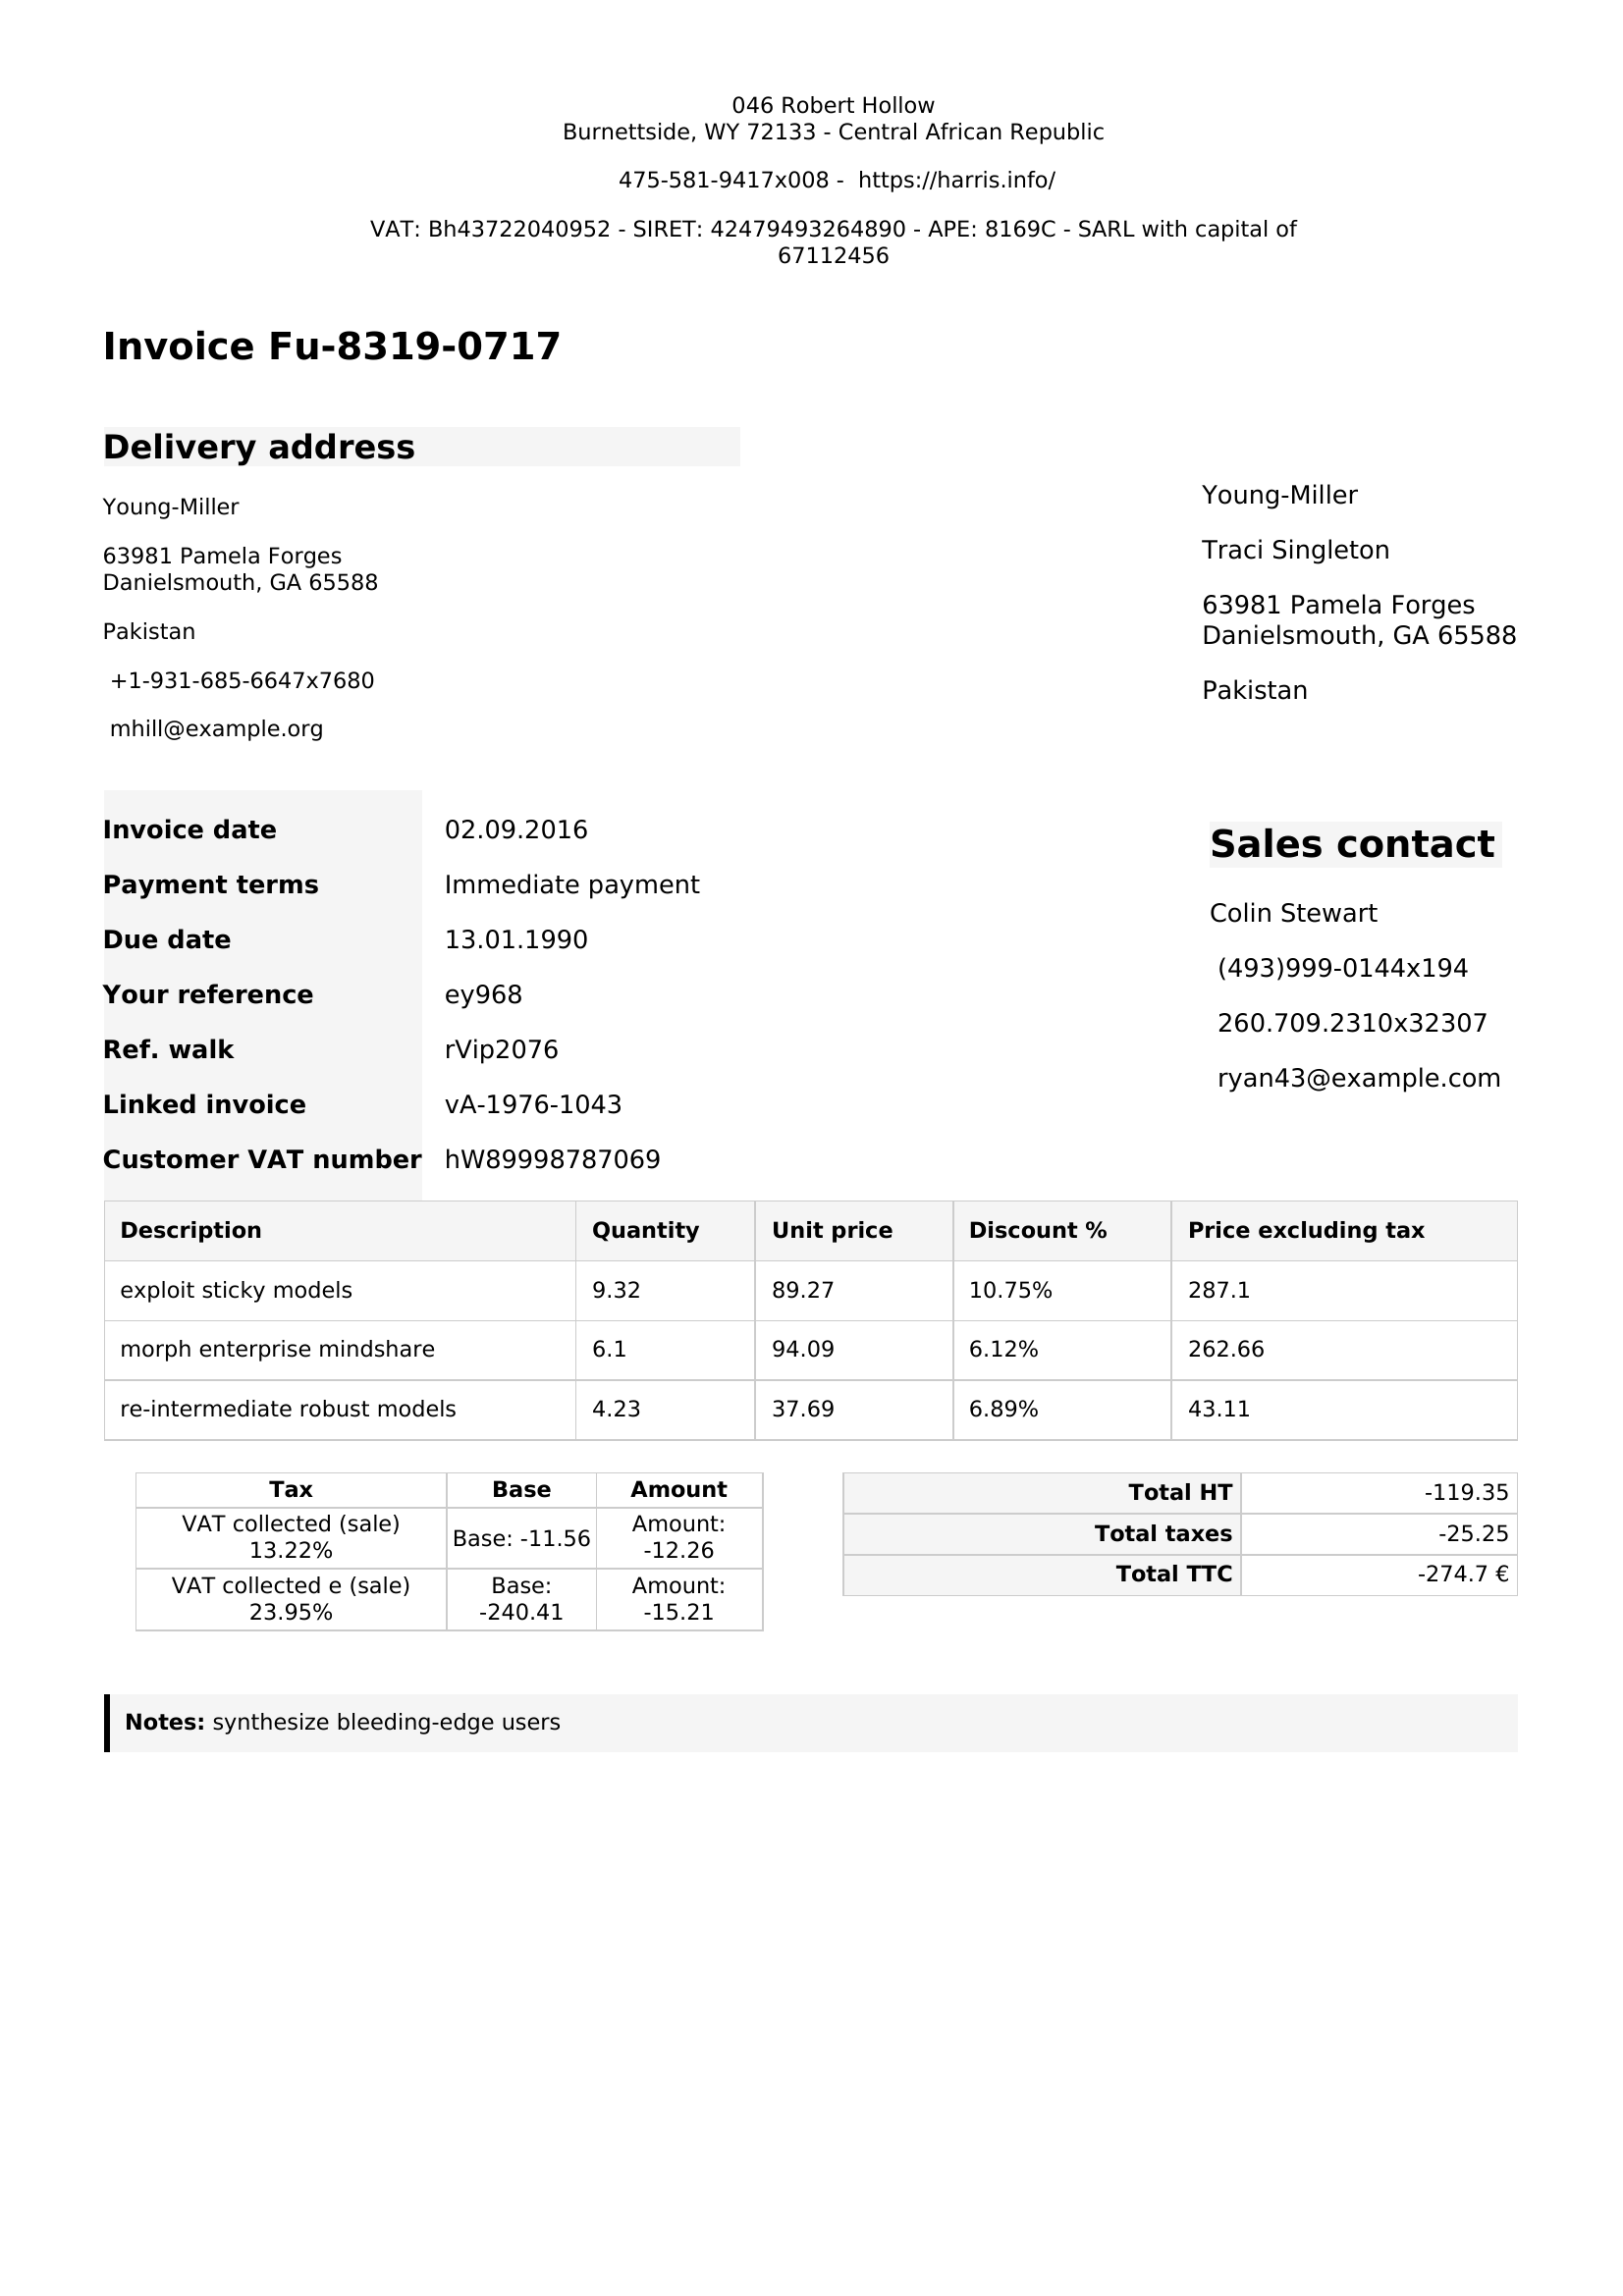 046 Robert Hollow
Burnettside, WY 72133 - Central African Republic
475-581-9417x008 -  https://harris.info/
VAT: Bh43722040952 - SIRET: 42479493264890 - APE: 8169C - SARL with capital of
67112456
Invoice Fu-8319-0717
Delivery address
Young-Miller
63981 Pamela Forges
Danielsmouth, GA 65588
Pakistan
+1-931-685-6647x7680
mhill@example.org
Young-Miller
Traci Singleton
63981 Pamela Forges
Danielsmouth, GA 65588
Pakistan
Invoice date 02.09.2016
Payment terms Immediate payment
Due date 13.01.1990
Your reference ey968
Ref. walk rVip2076
Linked invoice vA-1976-1043
Customer VAT number hW89998787069
Sales contact
Colin Stewart
(493)999-0144x194
260.709.2310x32307
ryan43@example.com
Description Quantity Unit price Discount % Price excluding tax
exploit sticky models 9.32 89.27 10.75% 287.1
morph enterprise mindshare 6.1 94.09 6.12% 262.66
re-intermediate robust models 4.23 37.69 6.89% 43.11
Tax Base Amount
VAT collected (sale) 13.22% Base: -11.56 Amount: -12.26
VAT collected e (sale) 23.95% Base: -240.41 Amount: -15.21
Total HT -119.35
Total taxes -25.25
Total TTC -274.7 €
Notes: synthesize bleeding-edge users